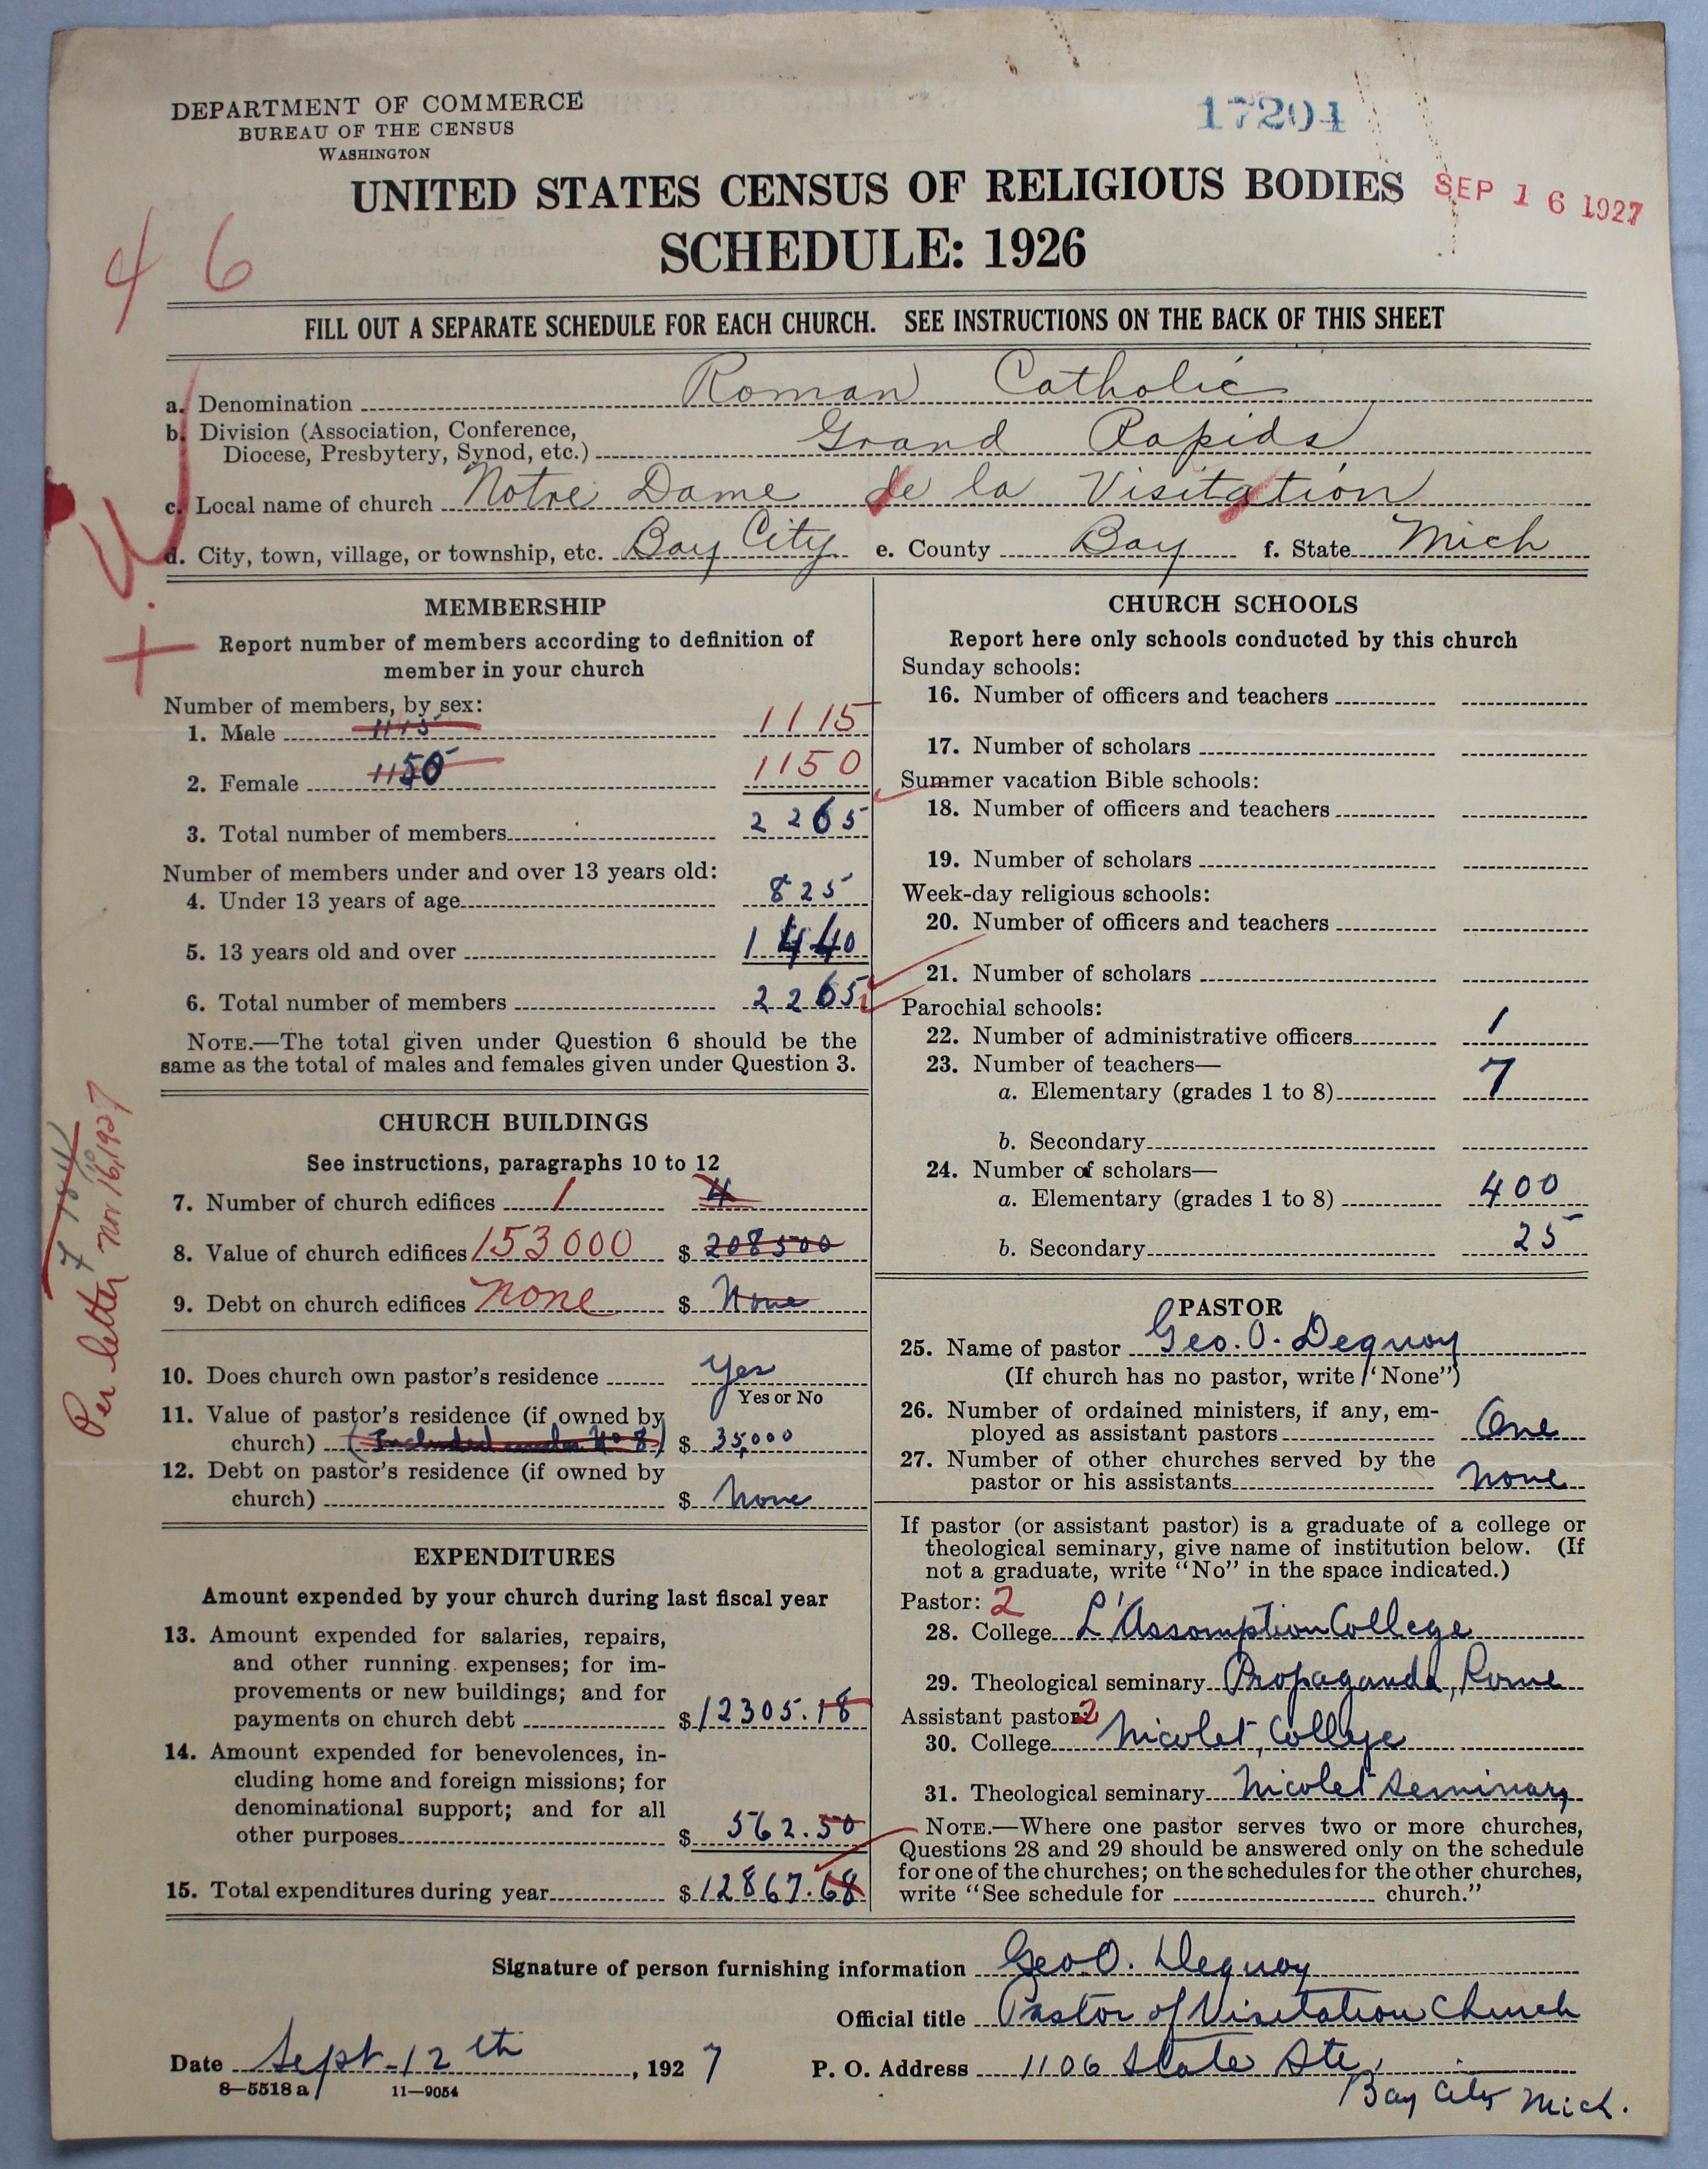 DEPARTMENT OF COMMERCE
BUREAU OF THE CENSUS
WASHINGTON
17204
UNITED STATES CENSUS OF RELIGIOUS BODIES
SEP 16 1927
SCHEDULE: 1926
46
FILL OUT A SEPARATE SCHEDULE FOR EACH CHURCH. SEE INSTRUCTIONS ON THE BACK OF THIS SHEET
a. Denomination Roman Catholic
b. Division (Association, Conference,
Diocese, Presbytery, Synod, etc.) Grand Rapids
c. Local name of church Notre Dame de la Visitation
d. City, town, village, or township, etc. Bay City e. County Bay f. State Mich
MEMBERSHIP
Report number of members according to definition of
member in your church
Number of members, by sex:
1. Male 1115 1115
2. Female 1150 1150
3. Total number of members 2265
Number of members under and over 13 years old:
4. Under 13 years of age 825
5. 13 years old and over 1440
6. Total number of members 2265
NOTE.—The total given under Question 6 should be the
same as the total of males and females given under Question 3.
CHURCH BUILDINGS
See instructions, paragraphs 10 to 12
7. Number of church edifices 1 4
8. Value of church edifices 153000 $ 208500
9. Debt on church edifices none $ None
10. Does church own pastor's residence Yes
Yes or No
11. Value of pastor's residence (if owned by
church) (Included under No 8) $ 35,000
12. Debt on pastor's residence (if owned by
church) $ None
Per letter Nov 16, 1927
EXPENDITURES
Amount expended by your church during last fiscal year
13. Amount expended for salaries, repairs,
and other running expenses; for im-
provements or new buildings; and for
payments on church debt $ 12305.18
14. Amount expended for benevolences, in-
cluding home and foreign missions; for
denominational support; and for all
other purposes $ 562.50
15. Total expenditures during year $ 12867.68
CHURCH SCHOOLS
Report here only schools conducted by this church
Sunday schools:
16. Number of officers and teachers
17. Number of scholars
Summer vacation Bible schools:
18. Number of officers and teachers
19. Number of scholars
Week-day religious schools:
20. Number of officers and teachers
21. Number of scholars
Parochial schools:
22. Number of administrative officers 1
23. Number of teachers—
a. Elementary (grades 1 to 8) 7
b. Secondary
24. Number of scholars—
a. Elementary (grades 1 to 8) 400
b. Secondary 25
PASTOR
25. Name of pastor Geo. O. Dequoy
(If church has no pastor, write "None")
26. Number of ordained ministers, if any, em-
ployed as assistant pastors One
27. Number of other churches served by the
pastor or his assistants None
If pastor (or assistant pastor) is a graduate of a college or
theological seminary, give name of institution below. (If
not a graduate, write "No" in the space indicated.)
Pastor: 2
28. College L'Assomption College
29. Theological seminary Propaganda, Rome
Assistant pastor: 2
30. College Nicolet, College
31. Theological seminary Nicolet Seminary
NOTE.—Where one pastor serves two or more churches,
Questions 28 and 29 should be answered only on the schedule
for one of the churches; on the schedules for the other churches,
write "See schedule for church."
Signature of person furnishing information Geo O. Dequoy
Official title Pastor of Visitation Church
Date Sept-12th, 1927 P. O. Address 1106 State Str,
Bay City Mich.
8—5518 a 11—9054